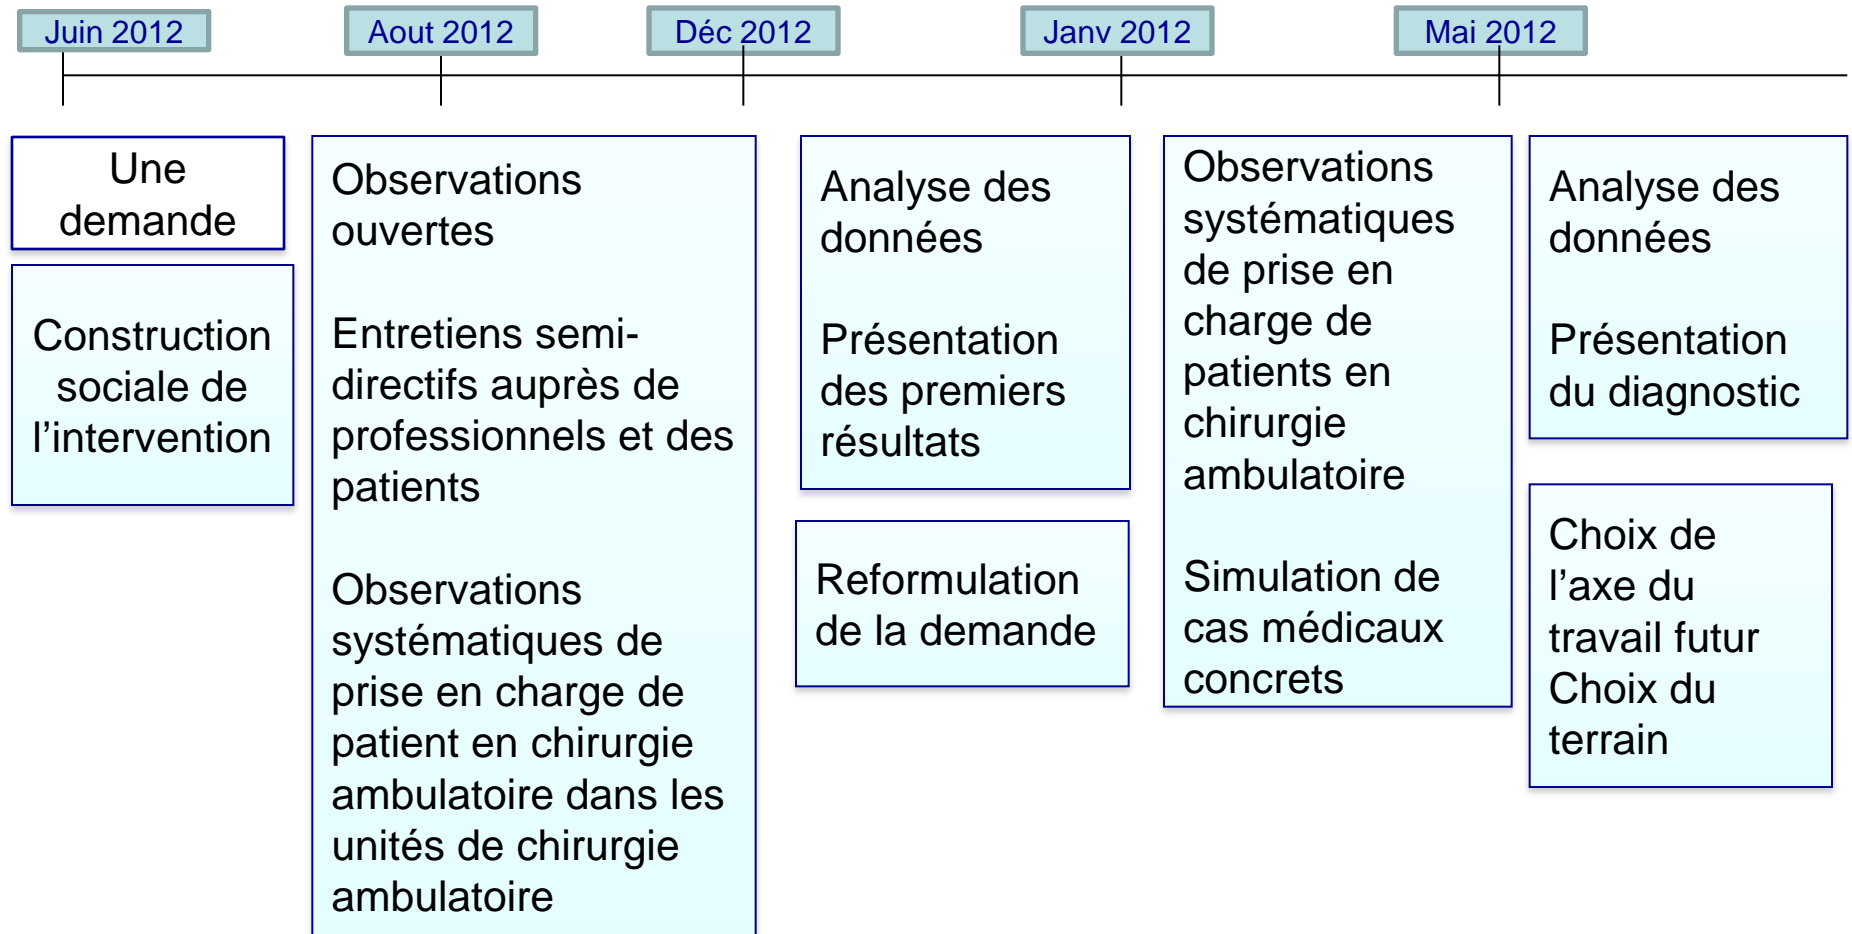 Juin 2012
Aout 2012
Déc 2012
Janv 2012
Mai 2012
Une
demande
Construction
sociale de
l’intervention
Observations
ouvertes
Entretiens semi-
directifs auprès de
professionnels et des
patients
Observations
systématiques de
prise en charge de
patient en chirurgie
ambulatoire dans les
unités de chirurgie
ambulatoire
Analyse des
données
Présentation
des premiers
résultats
Reformulation
de la demande
Observations
systématiques
de prise en
charge de
patients en
chirurgie
ambulatoire
Simulation de
cas médicaux
concrets
Analyse des
données
Présentation
du diagnostic
Choix de
l’axe du
travail futur
Choix du
terrain